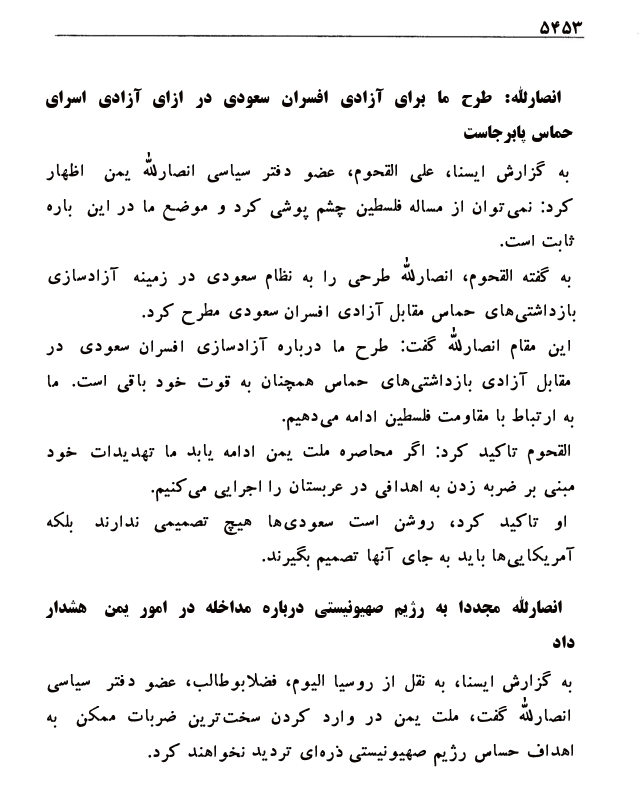 ۵۴۵۳
انصارلله: طرح ما برای آزادی افسران سعودی در ازای آزادی اسرای
حماس پابرجاست
به گزارش ایسنا، علی القحوم، عضو دفتر سیاسی انصارلله یمن اظهار
کرد: نمی‌توان از مساله فلسطین چشم پوشی کرد و موضع ما در این باره
ثابت است.
به گفته القحوم، انصارلله طرحی را به نظام سعودی در زمینه آزادسازی
بازداشتی‌های حماس مقابل آزادی افسران سعودی مطرح کرد.
این مقام انصارلله گفت: طرح ما درباره آزادسازی افسران سعودی در
مقابل آزادی بازداشتی‌های حماس همچنان به قوت خود باقی است. ما
به ارتباط با مقاومت فلسطین ادامه می‌دهیم.
القحوم تاکید کرد: اگر محاصره ملت یمن ادامه یابد ما تهدیدات خود
مبنی بر ضربه زدن به اهدافی در عربستان را اجرایی می‌کنیم.
او تاکید کرد، روشن است سعودی‌ها هیچ تصمیمی ندارند بلکه
آمریکایی‌ها باید به جای آنها تصمیم بگیرند.
انصارلله مجددا به رژیم صهیونیستی درباره مداخله در امور یمن هشدار
داد
به گزارش ایسنا، به نقل از روسیا الیوم، فضلابوطالب، عضو دفتر سیاسی
انصارلله گفت، ملت یمن در وارد کردن سخت‌ترین ضربات ممکن به
اهداف حساس رژیم صهیونیستی ذره‌ای تردید نخواهند کرد.